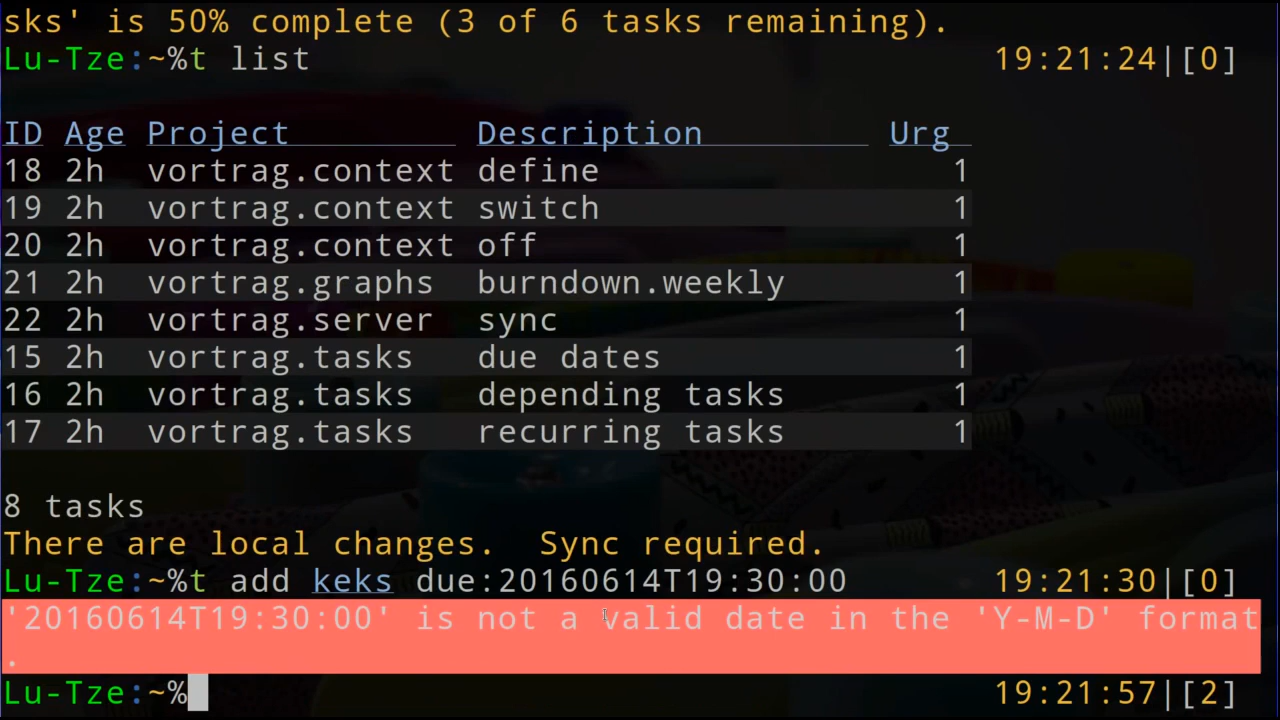 sks' is 50% complete (3 of 6 tasks remaining).
Lu-Tze:~%t list 19:21:24|[0]
ID Age Project Description Urg
18 2h vortrag.context define 1
19 2h vortrag.context switch 1
20 2h vortrag.context off 1
21 2h vortrag.graphs burndown.weekly 1
22 2h vortrag.server sync 1
15 2h vortrag.tasks due dates 1
16 2h vortrag.tasks depending tasks 1
17 2h vortrag.tasks recurring tasks 1
8 tasks
There are local changes.  Sync required.
Lu-Tze:~%t add keks due:20160614T19:30:00 19:21:30|[0]
'20160614T19:30:00' is not a valid date in the 'Y-M-D' format
.
Lu-Tze:~% 19:21:57|[2]